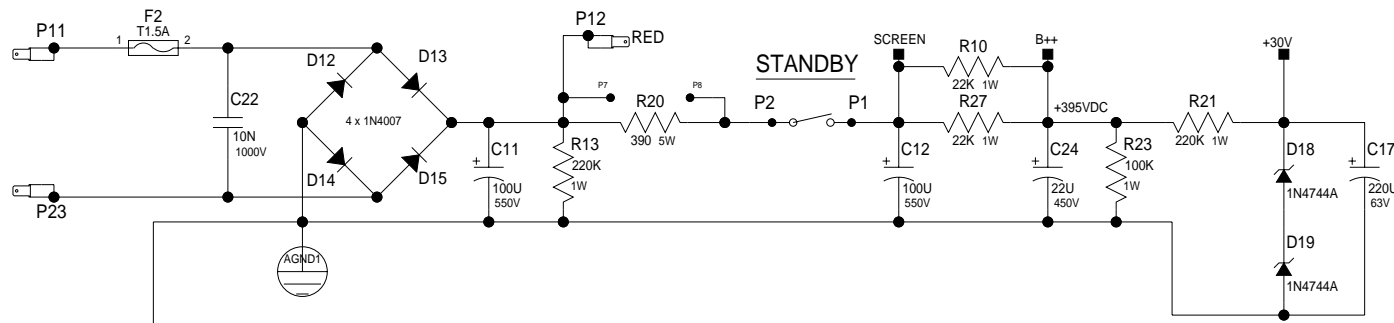 P11
F2
T1.5A
1 2
P12
RED
D12
D13
C22
10N
1000V
4 x 1N4007
D14
D15
P23
AGND1
C11
+
100U
550V
R13
220K
1W
P7
P8
R20
390 5W
STANDBY
P2
P1
SCREEN
R10
22K 1W
B++
R27
22K 1W
+395VDC
C12
+
100U
550V
C24
+
22U
450V
R23
100K
1W
R21
220K 1W
+30V
D18
1N4744A
D19
1N4744A
C17
+
220U
63V